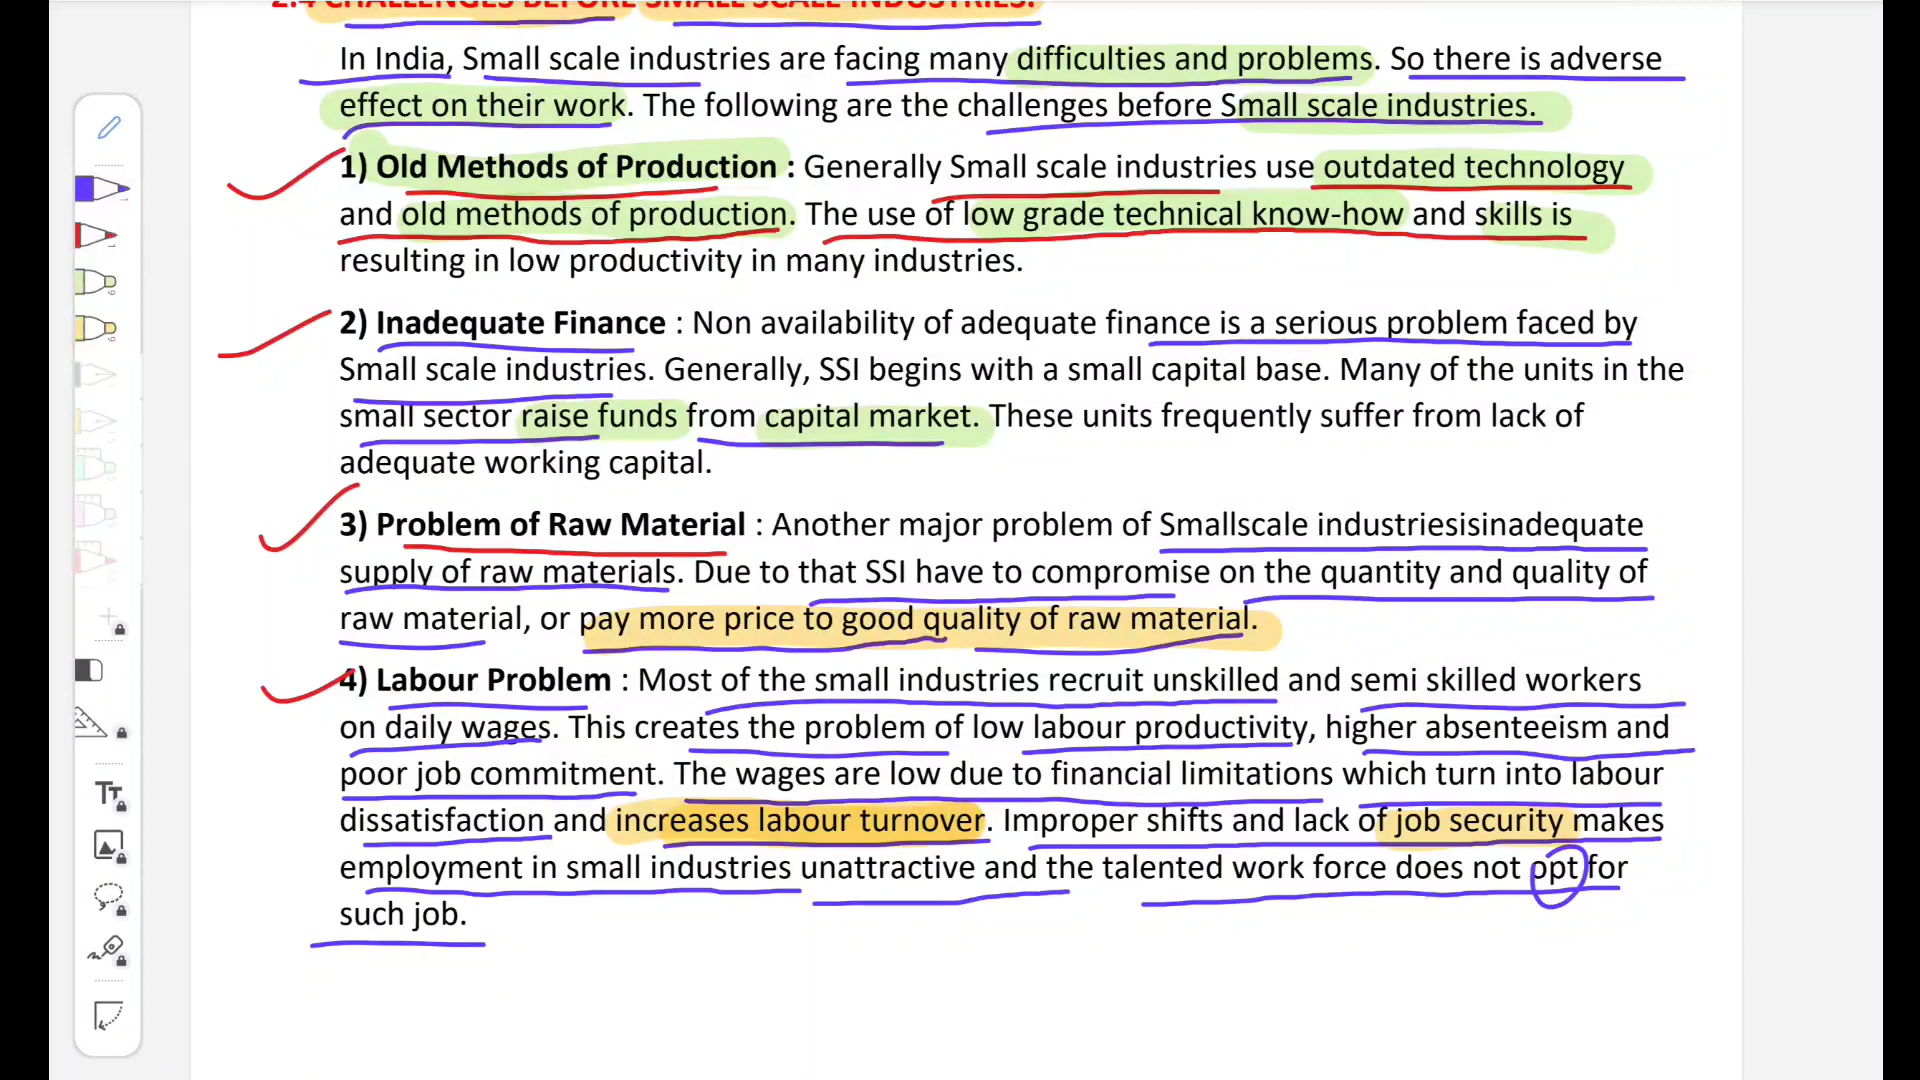 2.4 CHALLENGES BEFORE SMALL SCALE INDUSTRIES:
In India, Small scale industries are facing many difficulties and problems. So there is adverse
effect on their work. The following are the challenges before Small scale industries.
1) Old Methods of Production : Generally Small scale industries use outdated technology
and old methods of production. The use of low grade technical know-how and skills is
resulting in low productivity in many industries.
2) Inadequate Finance : Non availability of adequate finance is a serious problem faced by
Small scale industries. Generally, SSI begins with a small capital base. Many of the units in the
small sector raise funds from capital market. These units frequently suffer from lack of
adequate working capital.
3) Problem of Raw Material : Another major problem of Smallscale industriesisinadequate
supply of raw materials. Due to that SSI have to compromise on the quantity and quality of
raw material, or pay more price to good quality of raw material.
4) Labour Problem : Most of the small industries recruit unskilled and semi skilled workers
on daily wages. This creates the problem of low labour productivity, higher absenteeism and
poor job commitment. The wages are low due to financial limitations which turn into labour
dissatisfaction and increases labour turnover. Improper shifts and lack of job security makes
employment in small industries unattractive and the talented work force does not opt for
such job.